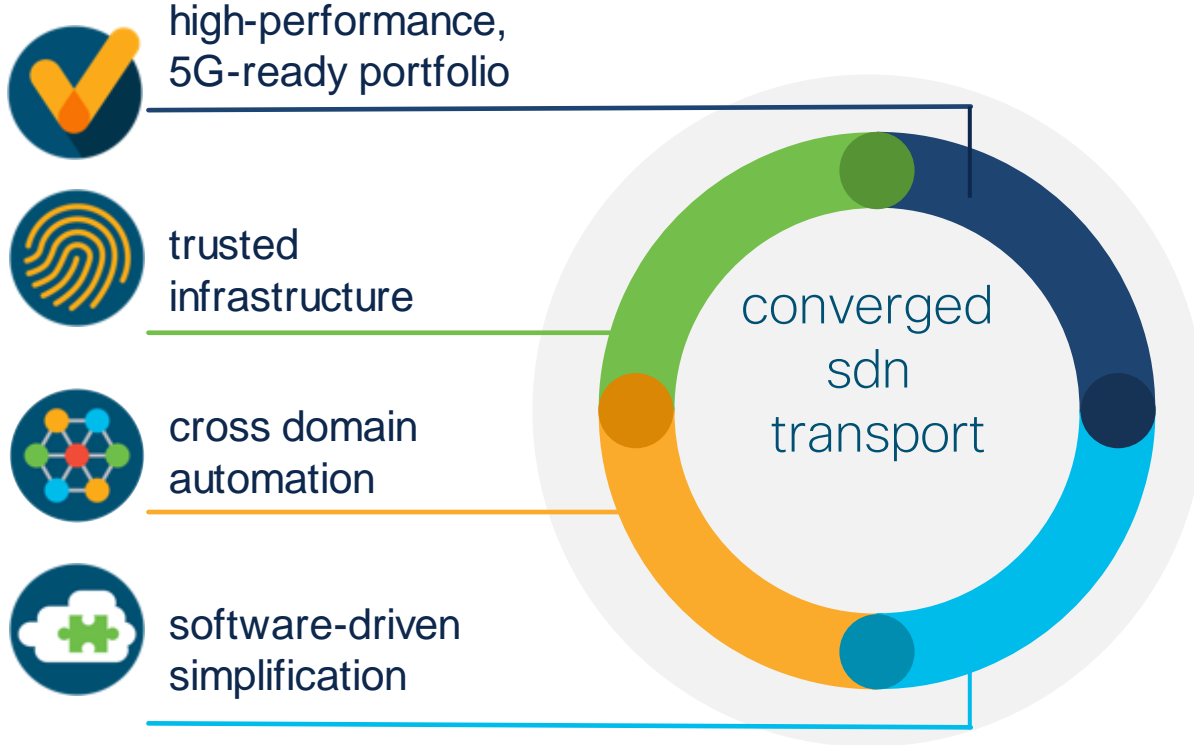 high-performance,
5G-ready portfolio
trusted
infrastructure
cross domain
automation
software-driven
simplification
converged
sdn
transport